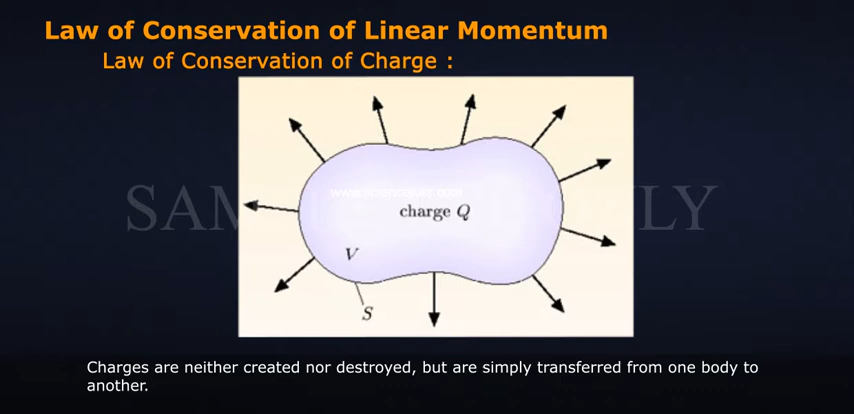 Law of Conservation of Linear Momentum
Law of Conservation of Charge :
charge Q
V
S
Charges are neither created nor destroyed, but are simply transferred from one body to
another.